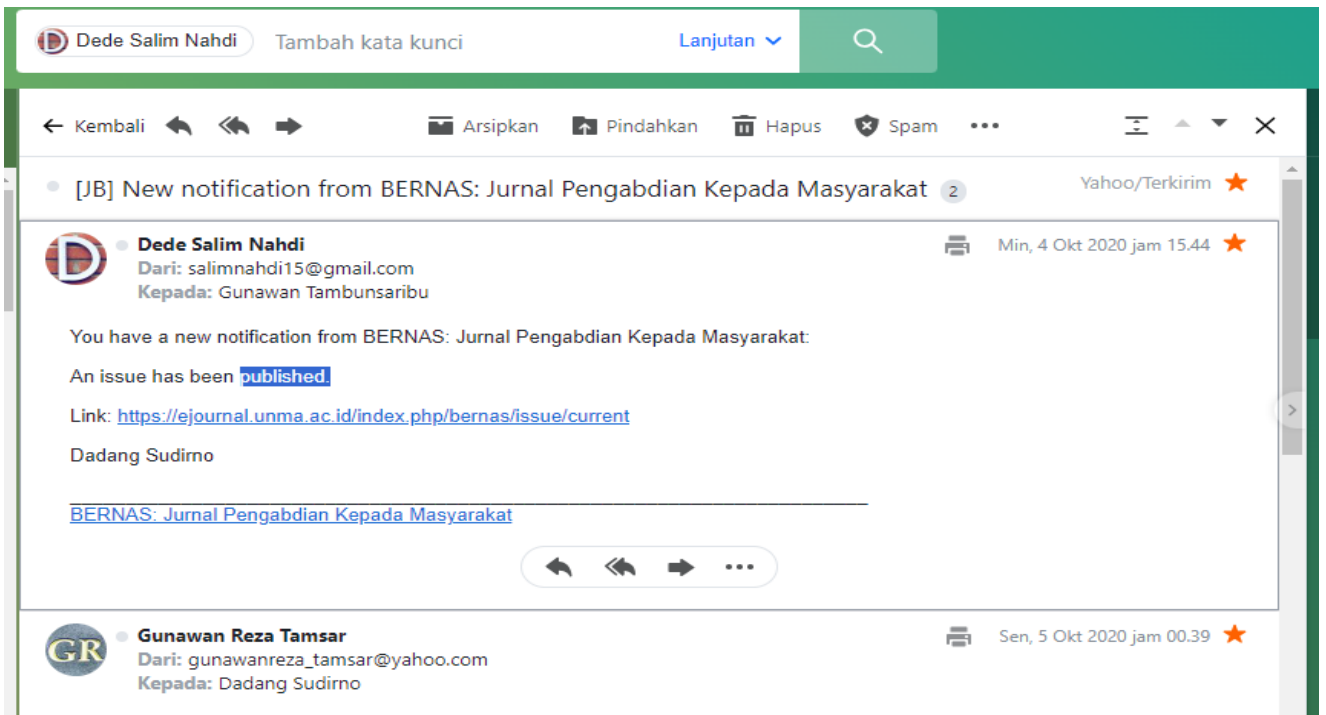 Dede Salim Nahdi Tambah kata kunci Lanjutan
Kembali Arsipkan Pindahkan Hapus Spam
[JB] New notification from BERNAS: Jurnal Pengabdian Kepada Masyarakat 2 Yahoo/Terkirim
Dede Salim Nahdi Min, 4 Okt 2020 jam 15.44
Dari: salimnahdi15@gmail.com
Kepada: Gunawan Tambunsaribu
You have a new notification from BERNAS: Jurnal Pengabdian Kepada Masyarakat:
An issue has been published.
Link: https://ejournal.unma.ac.id/index.php/bernas/issue/current
Dadang Sudirno
BERNAS: Jurnal Pengabdian Kepada Masyarakat
GR
Gunawan Reza Tamsar Sen, 5 Okt 2020 jam 00.39
Dari: gunawanreza_tamsar@yahoo.com
Kepada: Dadang Sudirno